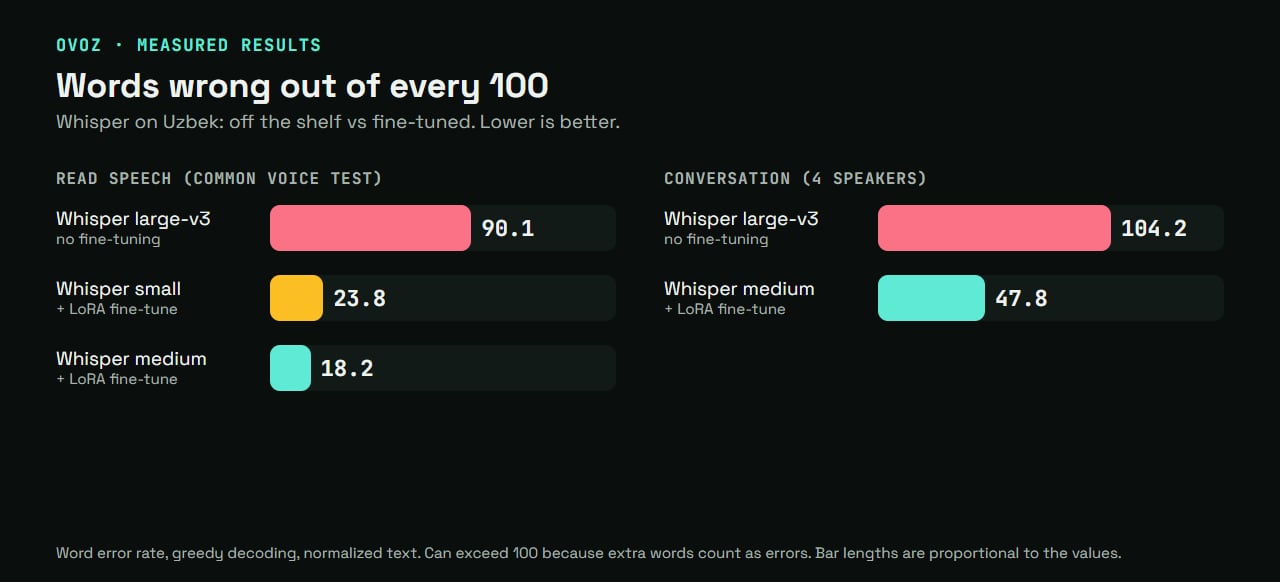 OVOZ · MEASURED RESULTS
Words wrong out of every 100
Whisper on Uzbek: off the shelf vs fine-tuned. Lower is better.
READ SPEECH (COMMON VOICE TEST)
Whisper large-v3
no fine-tuning
90.1
Whisper small
+ LoRA fine-tune
23.8
Whisper medium
+ LoRA fine-tune
18.2
CONVERSATION (4 SPEAKERS)
Whisper large-v3
no fine-tuning
104.2
Whisper medium
+ LoRA fine-tune
47.8
Word error rate, greedy decoding, normalized text. Can exceed 100 because extra words count as errors. Bar lengths are proportional to the values.